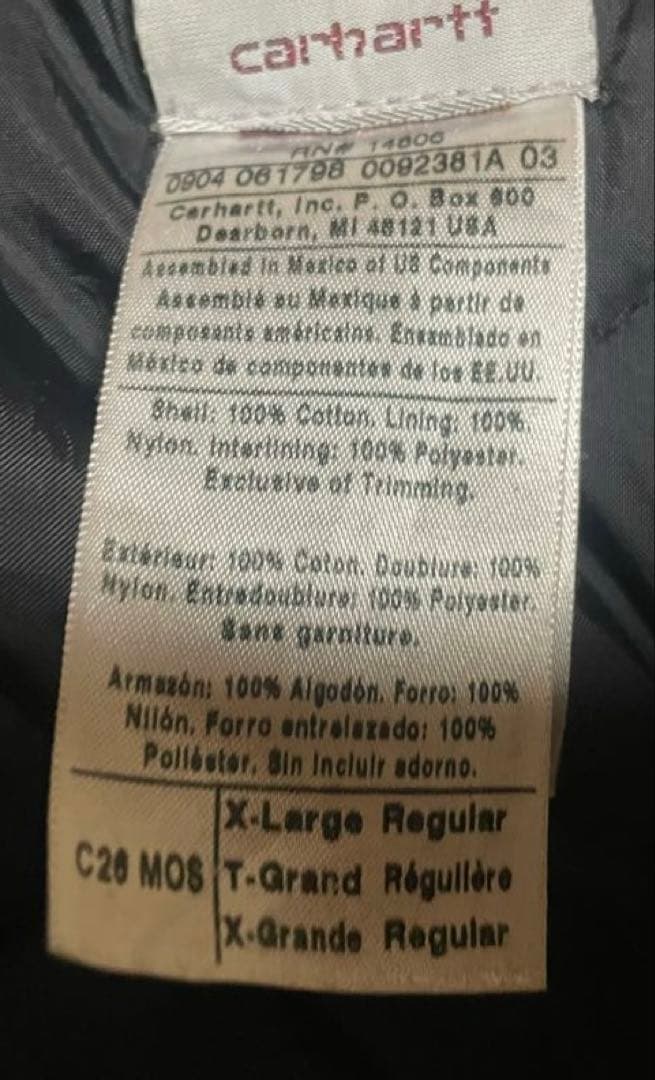 carhartt
RN# 14806
0904 061798 0092381A 03
Carhartt, Inc. P. O. Box 600
Dearborn, MI 48121 USA
Assembled in Mexico of US Components
Assemblé au Mexique à partir de
composants américains. Ensamblado en
México de componentes de los EE.UU.
Shell: 100% Cotton. Lining: 100%.
Nylon. Interlining: 100% Polyester.
Exclusive of Trimming.
Extérieur: 100% Coton. Doublure: 100%
Nylon. Entredoublure: 100% Polyester.
Sans garniture.
Armazón: 100% Algodón. Forro: 100%
Nilón. Forro entrelazado: 100%
Poliéster. Sin incluir adorno.
C26 MOS
X-Large Regular
T-Grand Régulière
X-Grande Regular